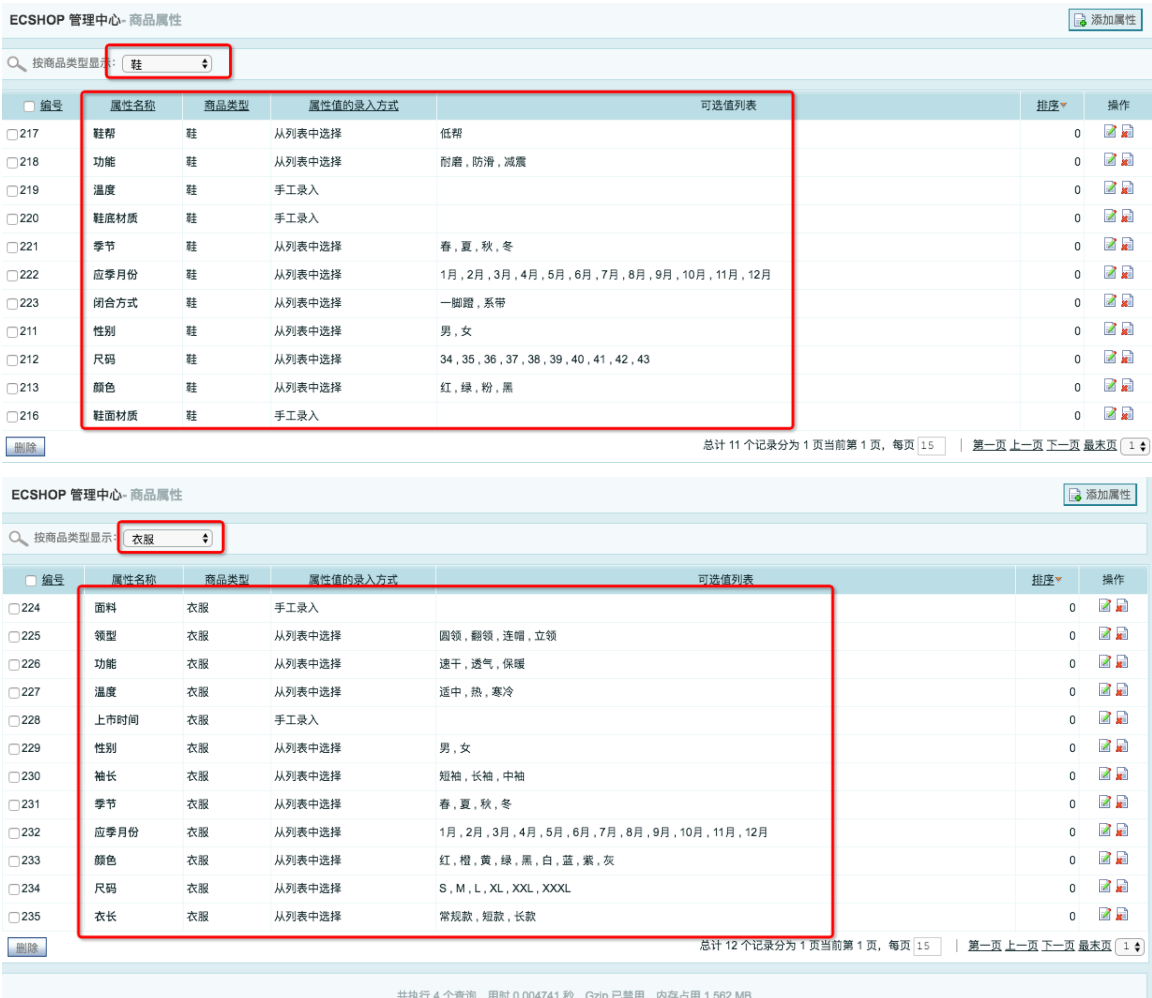 ECSHOP 管理中心 - 商品属性 添加属性
按商品类型显示： 鞋
编号 属性名称 商品类型 属性值的录入方式 可选值列表 排序 操作
217 鞋帮 鞋 从列表中选择 低帮 0
218 功能 鞋 从列表中选择 耐磨 , 防滑 , 减震 0
219 温度 鞋 手工录入 0
220 鞋底材质 鞋 手工录入 0
221 季节 鞋 从列表中选择 春 , 夏 , 秋 , 冬 0
222 应季月份 鞋 从列表中选择 1月 , 2月 , 3月 , 4月 , 5月 , 6月 , 7月 , 8月 , 9月 , 10月 , 11月 , 12月 0
223 闭合方式 鞋 从列表中选择 一脚蹬 , 系带 0
211 性别 鞋 从列表中选择 男 , 女 0
212 尺码 鞋 从列表中选择 34 , 35 , 36 , 37 , 38 , 39 , 40 , 41 , 42 , 43 0
213 颜色 鞋 从列表中选择 红 , 绿 , 粉 , 黑 0
216 鞋面材质 鞋 手工录入 0
删除 总计 11 个记录分为 1 页当前第 1 页，每页 15 | 第一页 上一页 下一页 最末页 1
ECSHOP 管理中心 - 商品属性 添加属性
按商品类型显示： 衣服
编号 属性名称 商品类型 属性值的录入方式 可选值列表 排序 操作
224 面料 衣服 手工录入 0
225 领型 衣服 从列表中选择 圆领 , 翻领 , 连帽 , 立领 0
226 功能 衣服 从列表中选择 速干 , 透气 , 保暖 0
227 温度 衣服 从列表中选择 适中 , 热 , 寒冷 0
228 上市时间 衣服 手工录入 0
229 性别 衣服 从列表中选择 男 , 女 0
230 袖长 衣服 从列表中选择 短袖 , 长袖 , 中袖 0
231 季节 衣服 从列表中选择 春 , 夏 , 秋 , 冬 0
232 应季月份 衣服 从列表中选择 1月 , 2月 , 3月 , 4月 , 5月 , 6月 , 7月 , 8月 , 9月 , 10月 , 11月 , 12月 0
233 颜色 衣服 从列表中选择 红 , 橙 , 黄 , 绿 , 黑 , 白 , 蓝 , 紫 , 灰 0
234 尺码 衣服 从列表中选择 S , M , L , XL , XXL , XXXL 0
235 衣长 衣服 从列表中选择 常规款 , 短款 , 长款 0
删除 总计 12 个记录分为 1 页当前第 1 页，每页 15 | 第一页 上一页 下一页 最末页 1
共执行 4 个查询，用时 0.004741 秒，Gzip 已禁用，内存占用 1.562 MB